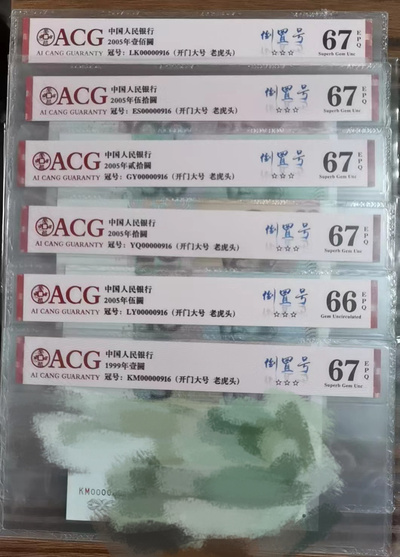 ACG 中国人民银行 倒置号 67 EPQ
2005年壹佰圆
AI CANG GUARANTY 冠号：LK00000916（开门大号 老虎头） ☆☆☆ Superb Gem Unc
ACG 中国人民银行 倒置号 67 EPQ
2005年伍拾圆
AI CANG GUARANTY 冠号：ES00000916（开门大号 老虎头） ☆☆☆ Superb Gem Unc
ACG 中国人民银行 倒置号 67 EPQ
2005年贰拾圆
AI CANG GUARANTY 冠号：GY00000916（开门大号 老虎头） ☆☆☆ Superb Gem Unc
ACG 中国人民银行 倒置号 67 EPQ
2005年拾圆
AI CANG GUARANTY 冠号：YQ00000916（开门大号 老虎头） ☆☆☆ Superb Gem Unc
ACG 中国人民银行 倒置号 66 EPQ
2005年伍圆
AI CANG GUARANTY 冠号：LY00000916（开门大号 老虎头） ☆☆☆ Gem Uncirculated
ACG 中国人民银行 倒置号 67 EPQ
1999年壹圆
AI CANG GUARANTY 冠号：KM00000916（开门大号 老虎头） ☆☆☆ Superb Gem Unc
KM0000